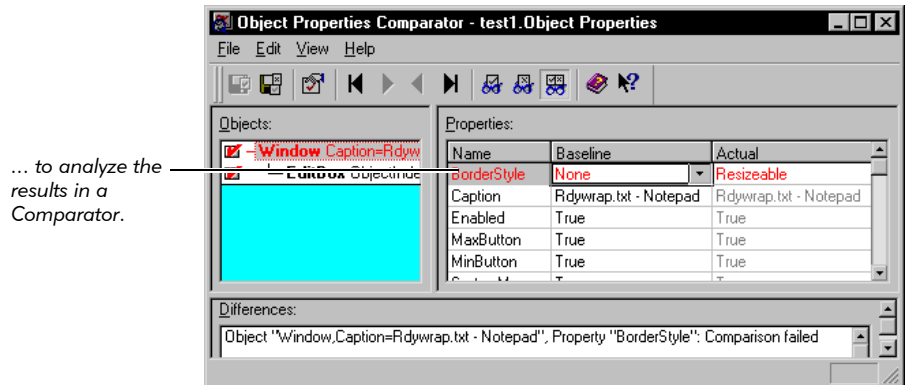 Object Properties Comparator - test1.Object Properties
File Edit View Help
... to analyze the
results in a
Comparator.
Objects:
Window Caption=Rdyw
EditBox
Properties:
Name Baseline Actual
BorderStyle None Resizeable
Caption Rdywrap.txt - Notepad Rdywrap.txt - Notepad
Enabled True True
MaxButton True True
MinButton True True
Differences:
Object "Window,Caption=Rdywrap.txt - Notepad", Property "BorderStyle": Comparison failed